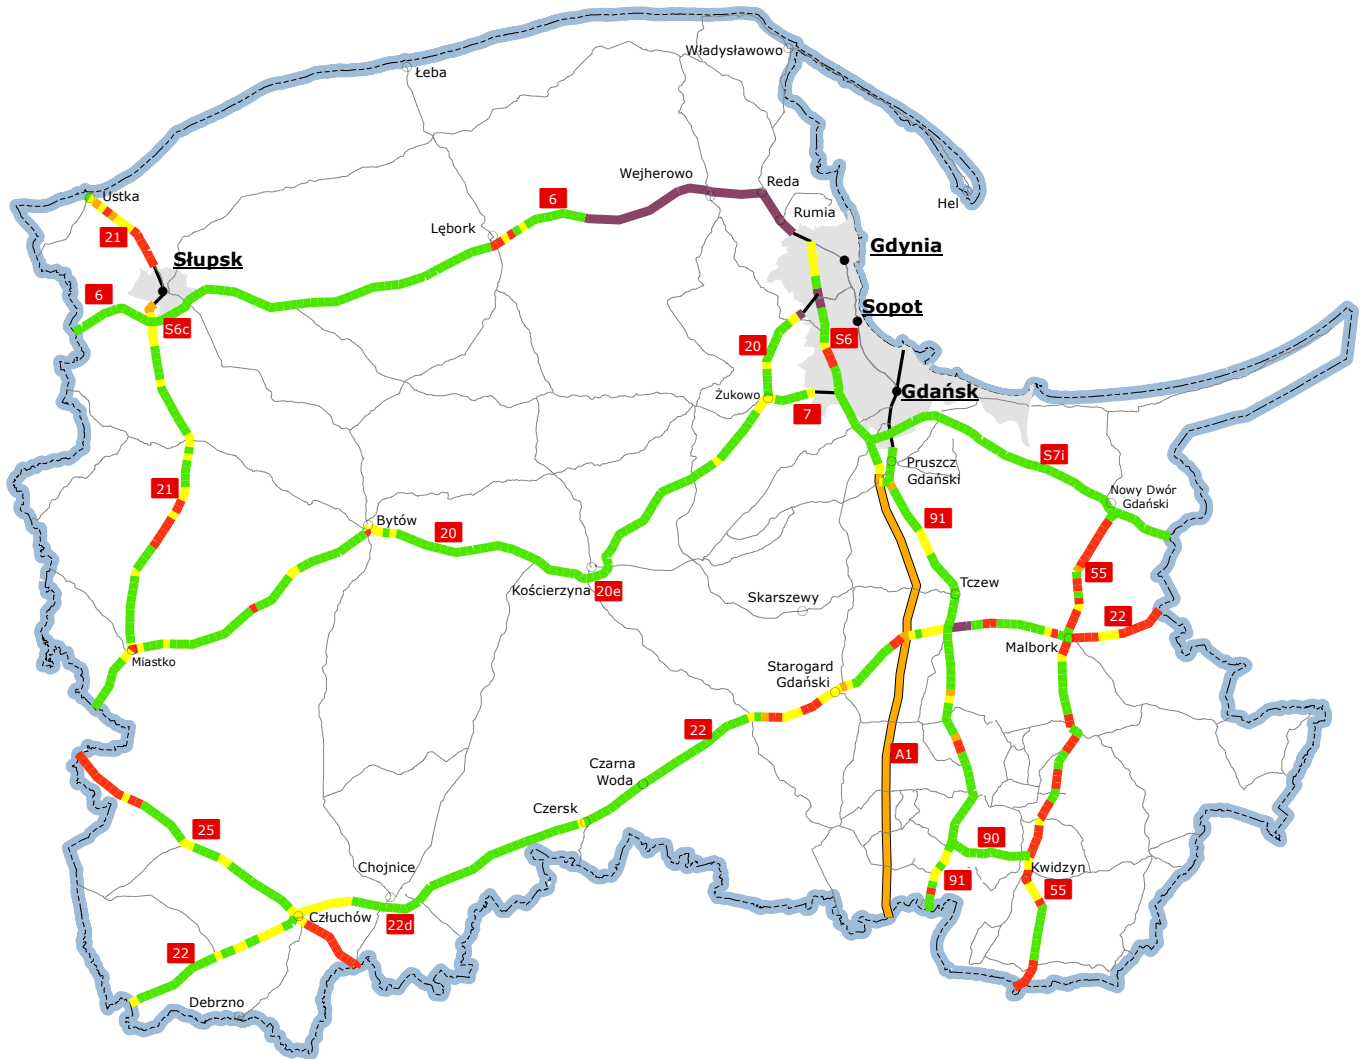 Władysławowo
Łeba
Wejherowo
Reda
Hel
Ustka
6
Rumia
Lębork
21
Gdynia
Słupsk
6
Sopot
S6c
S6
20
Gdańsk
Żukowo
7
S7i
Pruszcz
Gdański
21
Nowy Dwór
Gdański
Bytów
91
20
55
Tczew
Kościerzyna
20e
Skarszewy
22
Malbork
Miastko
Starogard
Gdański
22
A1
Czarna
Woda
Czersk
25
90
Chojnice
Kwidzyn
91
55
Człuchów
22d
22
Debrzno